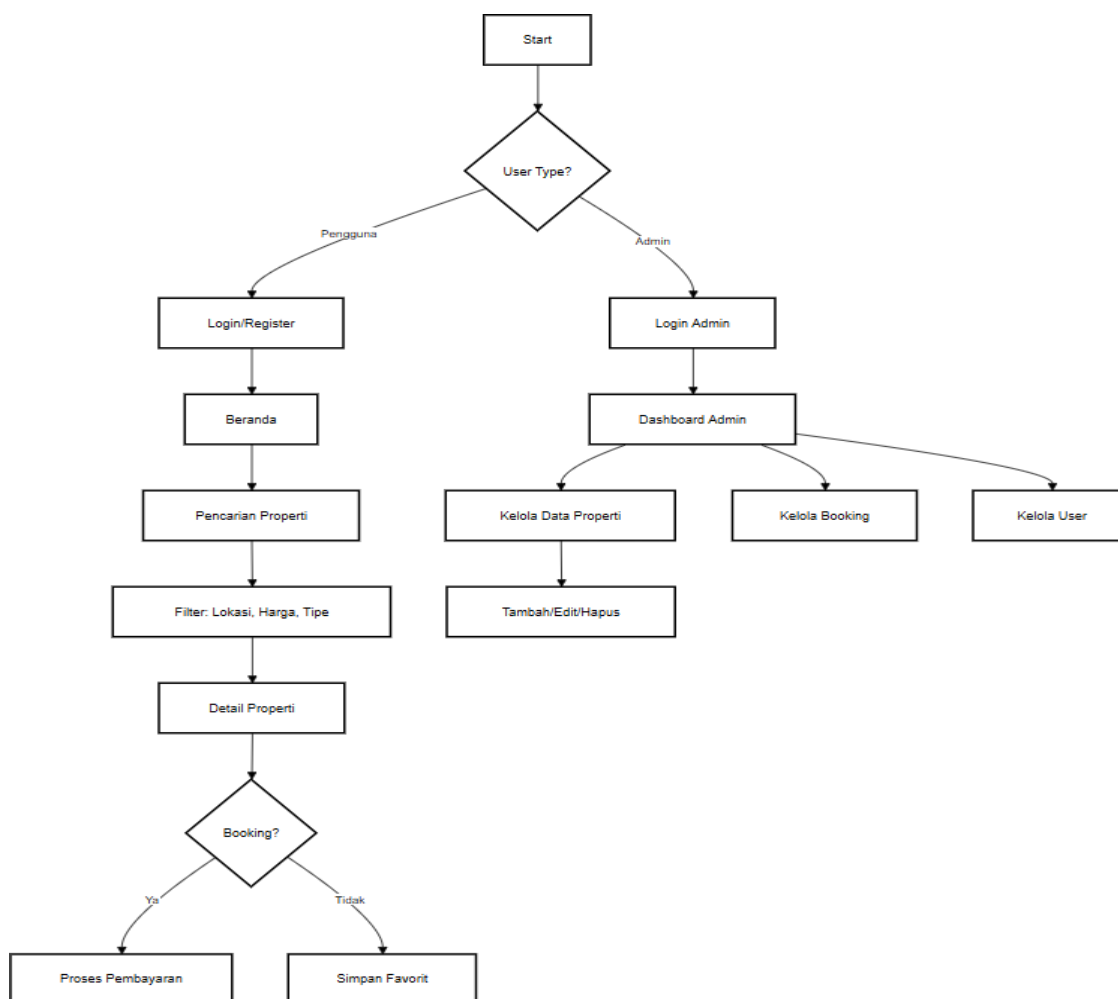 Start
User Type?
Pengguna
Admin
Login/Register
Login Admin
Beranda
Dashboard Admin
Pencarian Properti
Kelola Data Properti
Kelola Booking
Kelola User
Filter: Lokasi, Harga, Tipe
Tambah/Edit/Hapus
Detail Properti
Booking?
Ya
Tidak
Proses Pembayaran
Simpan Favorit